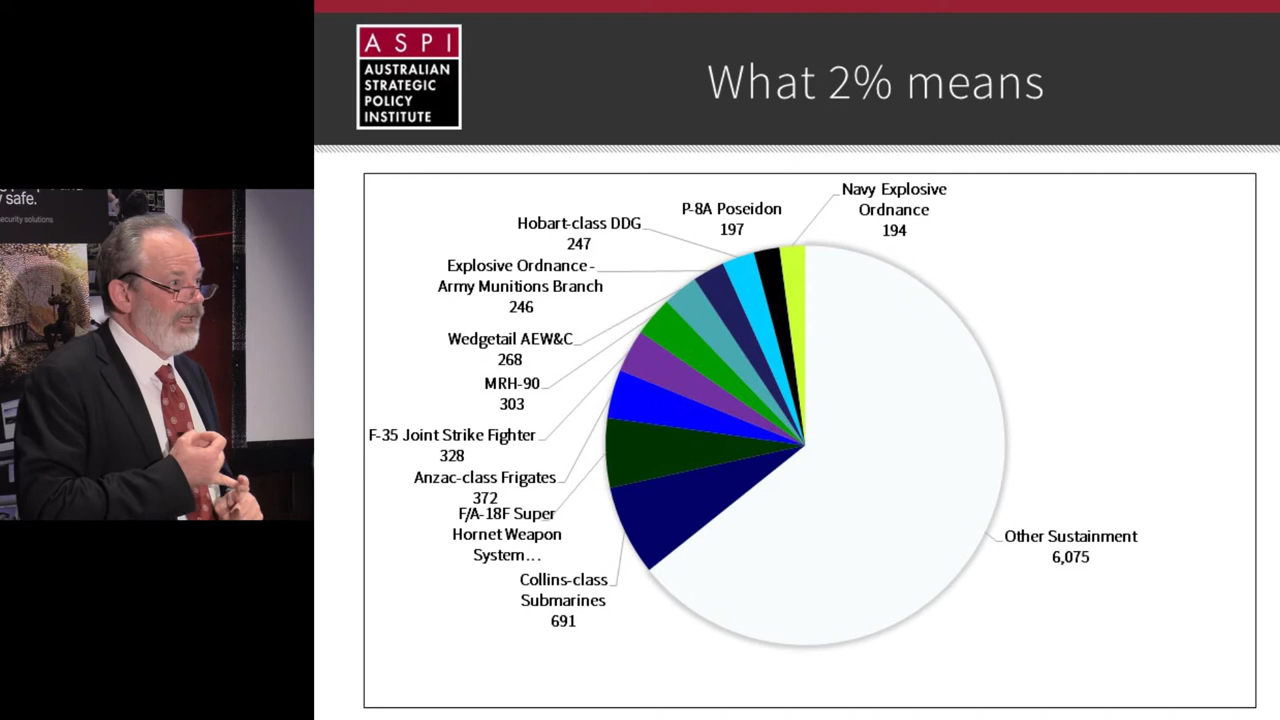 safe.
security solutions
ASPI
AUSTRALIAN
STRATEGIC
POLICY
INSTITUTE
What 2% means
Navy Explosive
Ordnance
194
P-8A Poseidon
197
Hobart-class DDG
247
Explosive Ordnance -
Army Munitions Branch
246
Wedgetail AEW&C
268
MRH-90
303
F-35 Joint Strike Fighter
328
Anzac-class Frigates
372
F/A-18F Super
Hornet Weapon
System...
Collins-class
Submarines
691
Other Sustainment
6,075